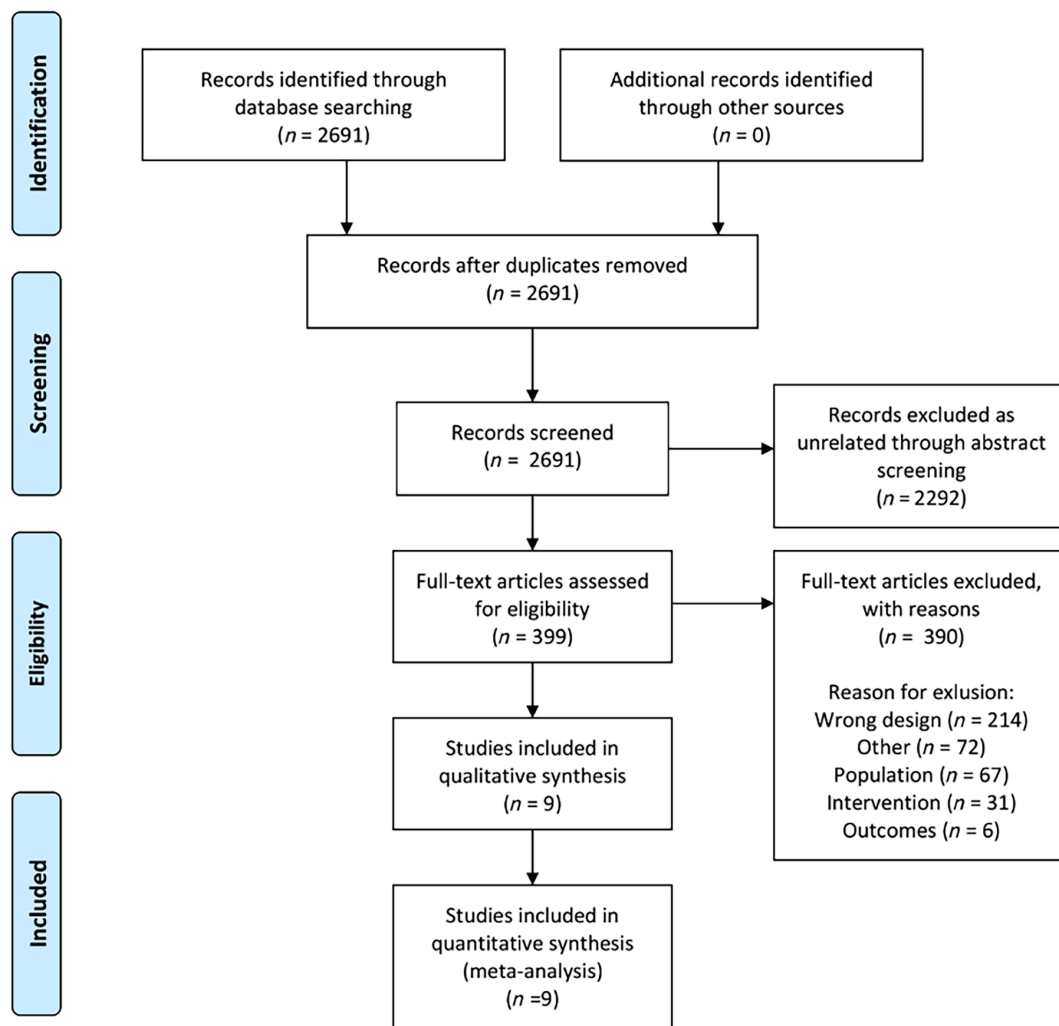 Identification
Records identified through
database searching
(n = 2691)
Additional records identified
through other sources
(n = 0)
Records after duplicates removed
(n = 2691)
Screening
Records screened
(n = 2691)
Records excluded as
unrelated through abstract
screening
(n = 2292)
Eligibility
Full-text articles assessed
for eligibility
(n = 399)
Full-text articles excluded,
with reasons
(n = 390)
Reason for exlusion:
Wrong design (n = 214)
Other (n = 72)
Population (n = 67)
Intervention (n = 31)
Outcomes (n = 6)
Studies included in
qualitative synthesis
(n = 9)
Included
Studies included in
quantitative synthesis
(meta-analysis)
(n =9)